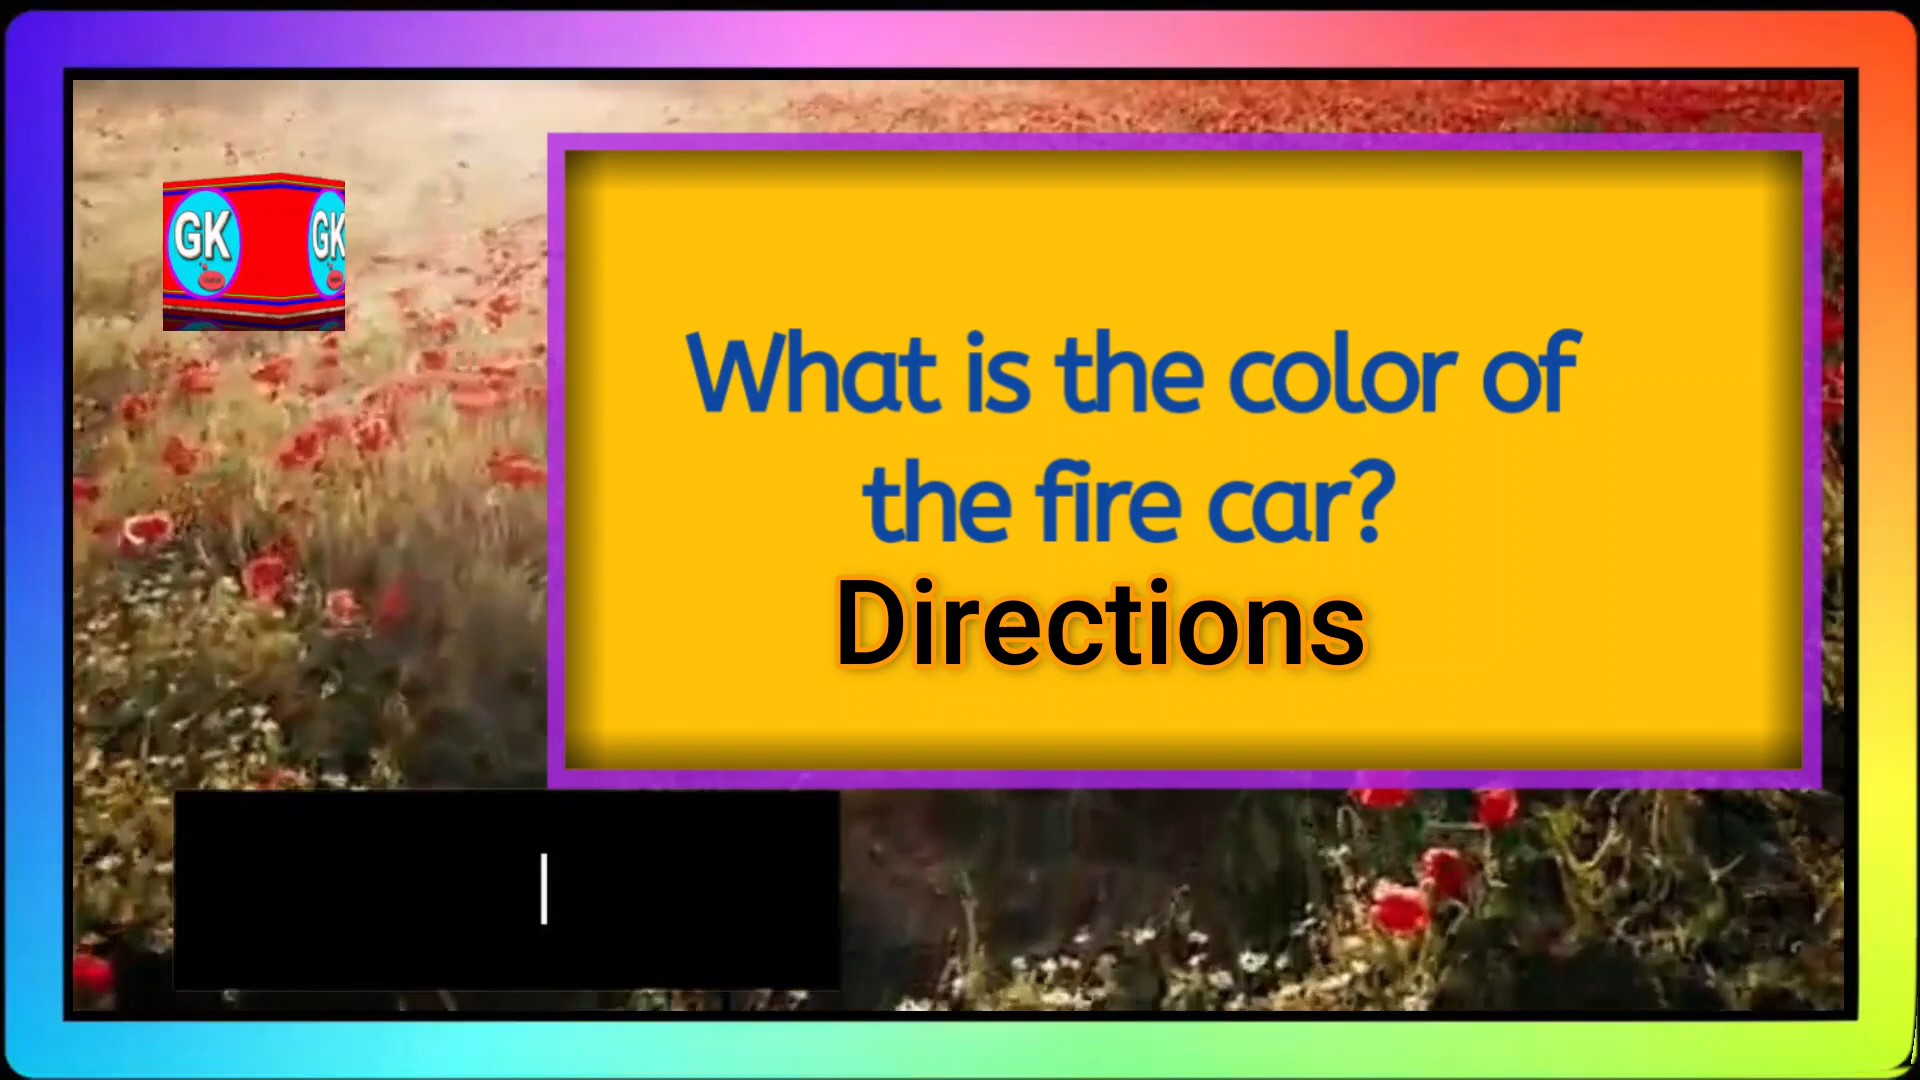 GK
GK
What is the color of
the fire car?
Directions